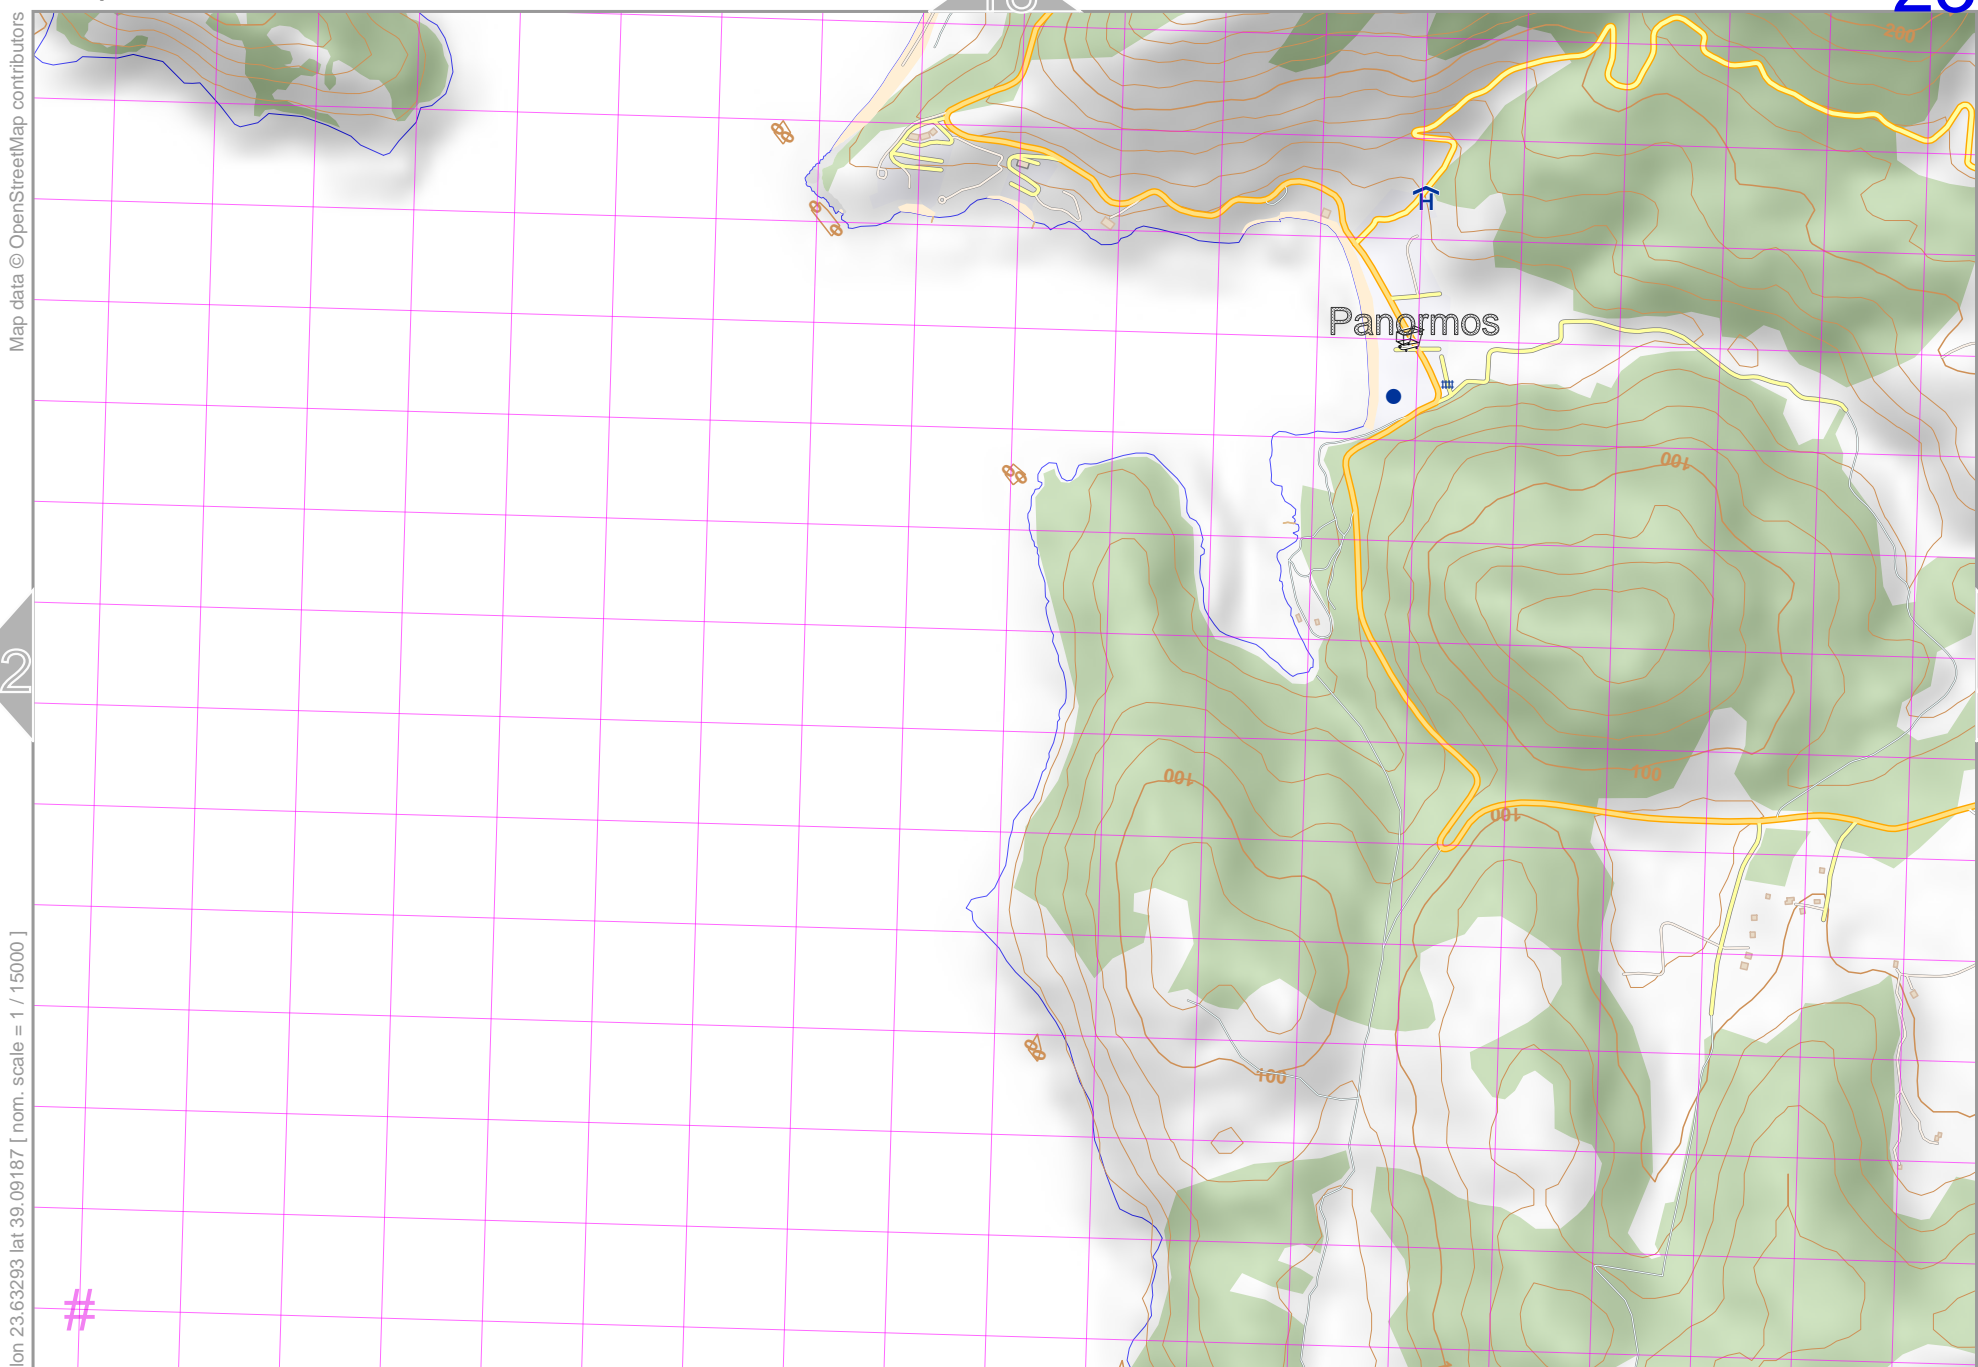 Map data © OpenStreetMap contributors
Panormos
H
200
100
100
100
100
100
2
lon 23.63293 lat 39.09187 [ nom. scale = 1 / 15000 ]
#